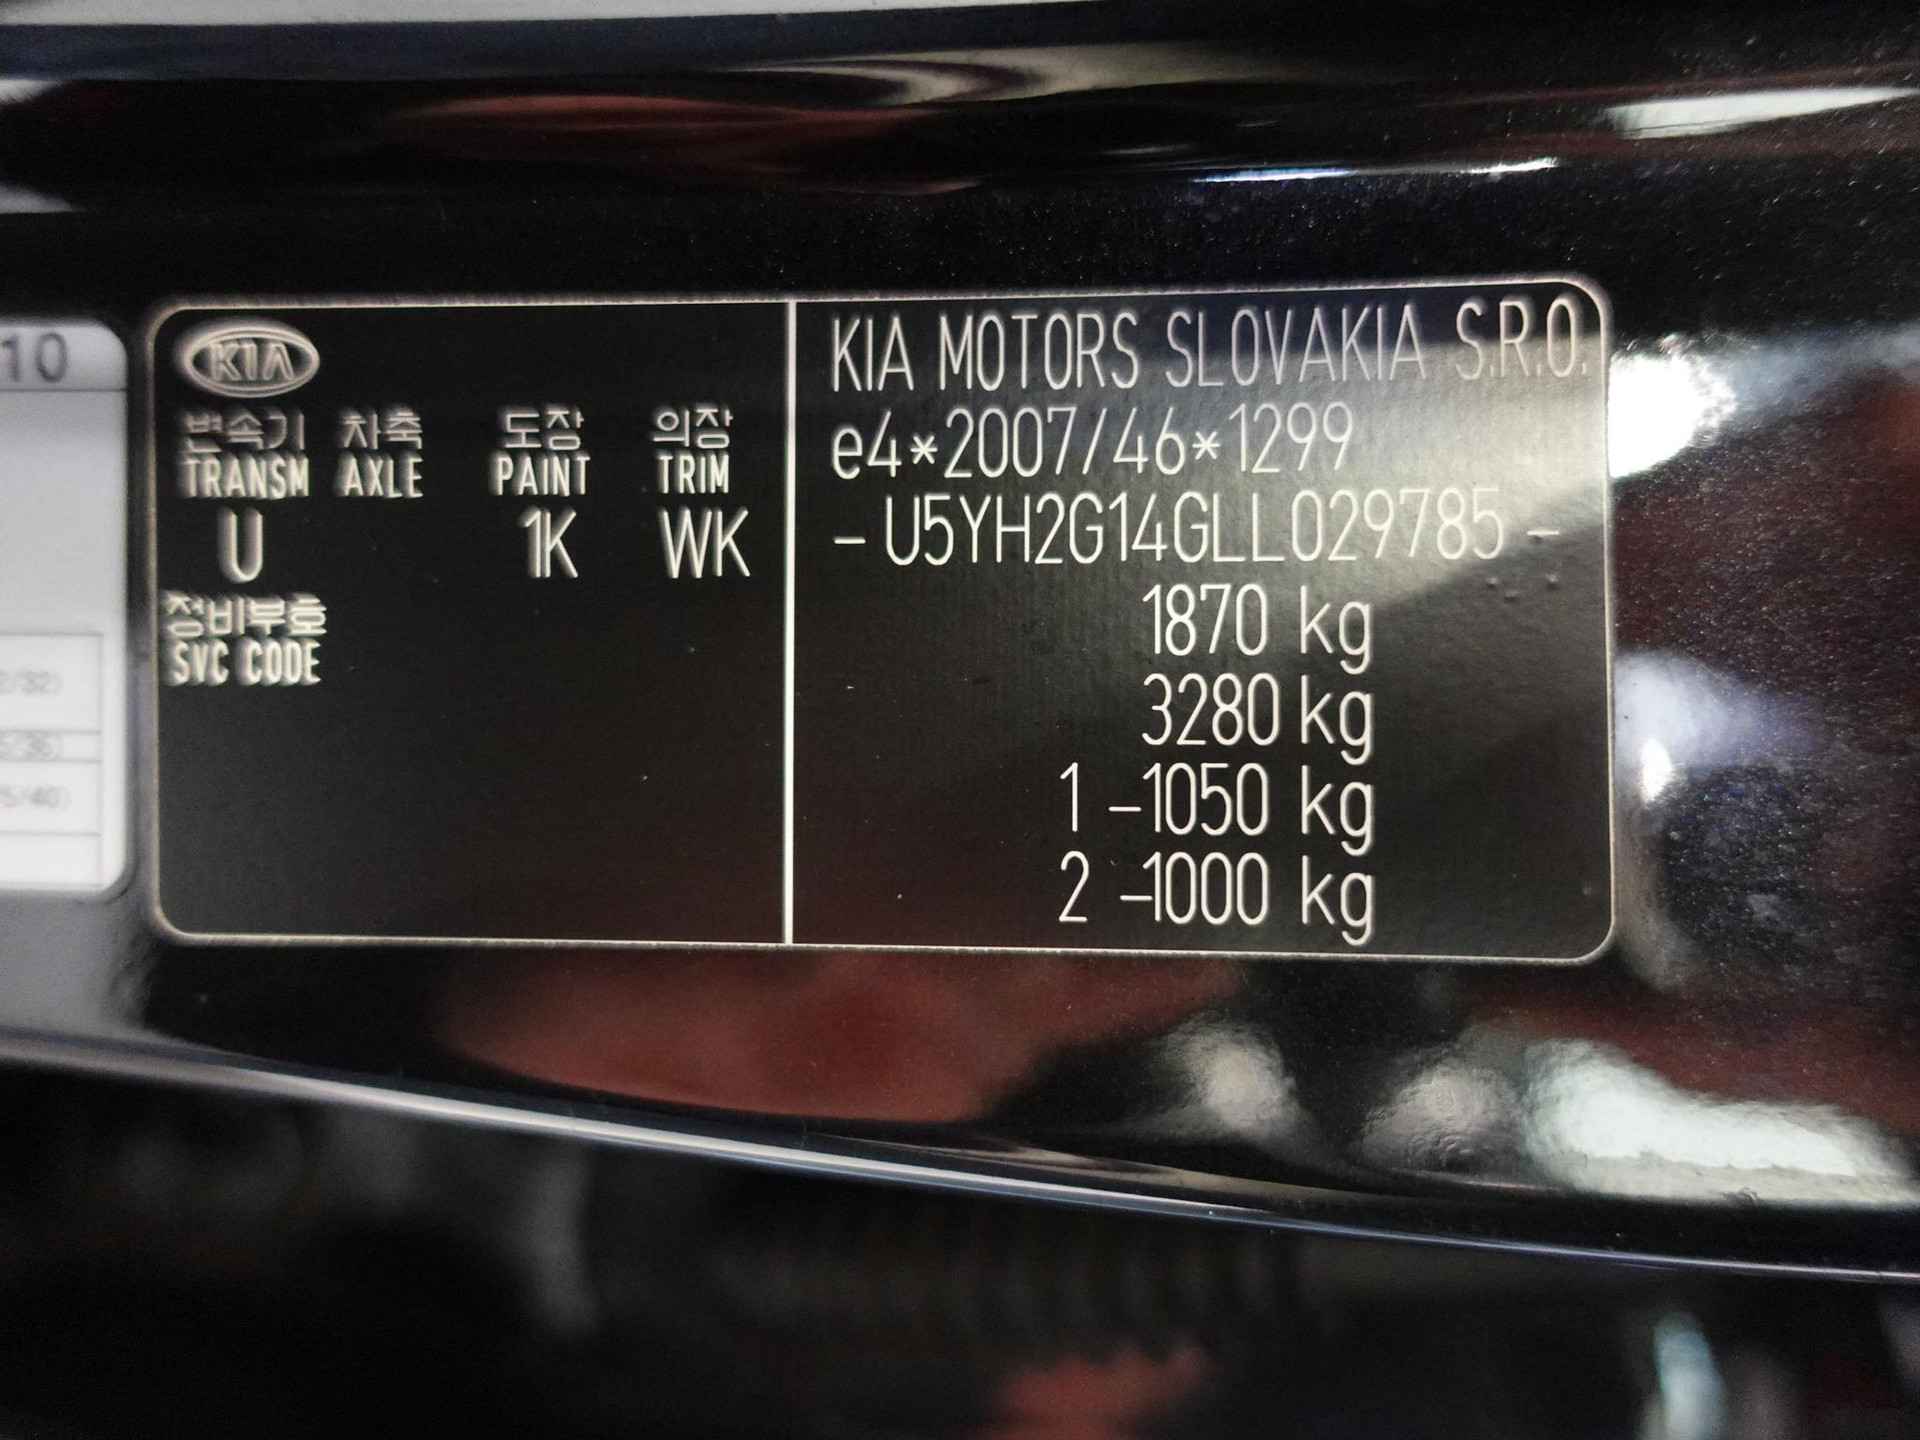 10
KIA
변속기 차축 도장 의장
TRANSM AXLE PAINT TRIM
U 1K WK
정비부호
SVC CODE
KIA MOTORS SLOVAKIA S.R.O.
e4*2007/46*1299
- U5YH2G14GLL029785 -
1870 kg
3280 kg
1 -1050 kg
2 -1000 kg